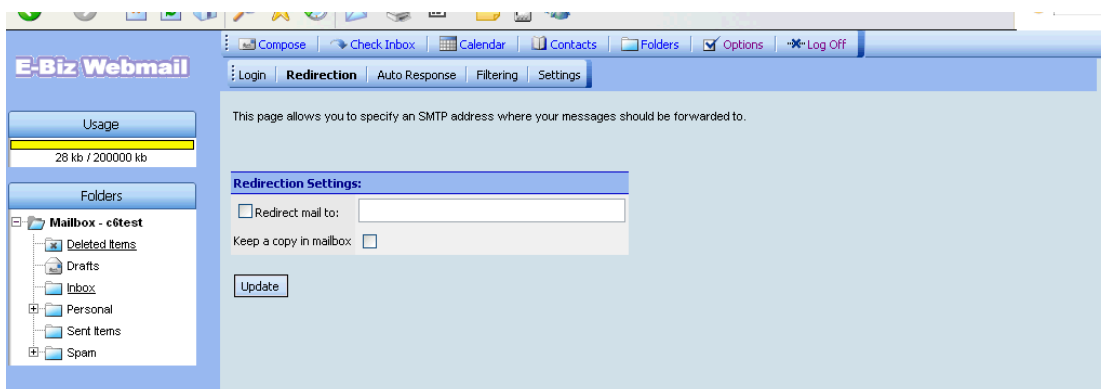 Compose Check Inbox Calendar Contacts Folders Options Log Off
E-Biz Webmail
Login Redirection Auto Response Filtering Settings
This page allows you to specify an SMTP address where your messages should be forwarded to.
Usage
28 kb / 200000 kb
Folders
Mailbox - c6test
Deleted Items
Drafts
Inbox
Personal
Sent Items
Spam
Redirection Settings:
Redirect mail to:
Keep a copy in mailbox
Update